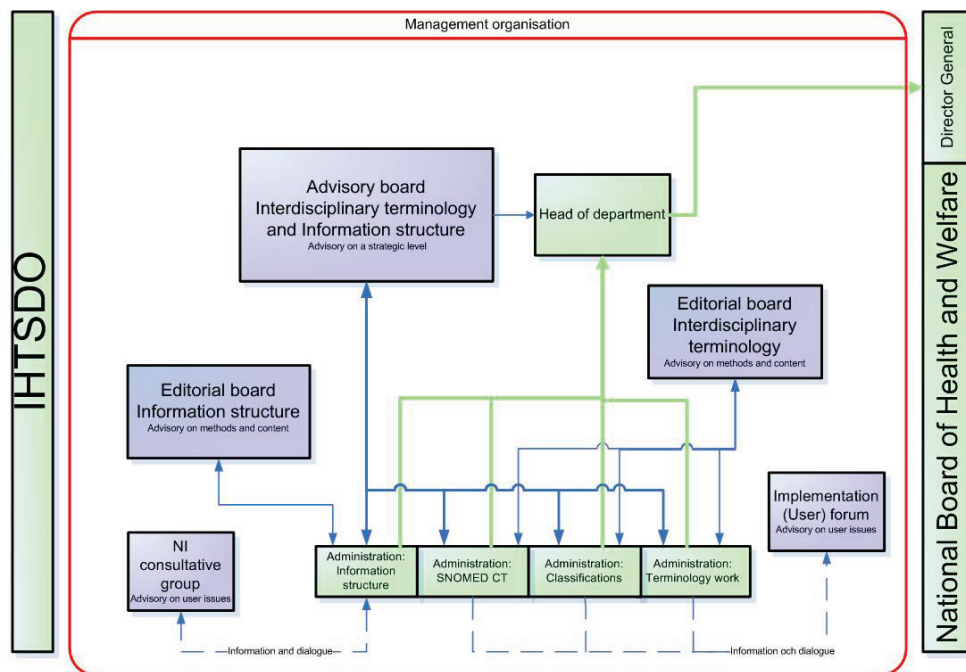 Management organisation
IHTSDO
Director General
National Board of Health and Welfare
Advisory board
Interdisciplinary terminology
and Information structure
Advisory on a strategic level
Head of department
Editorial board
Interdisciplinary
terminology
Advisory on methods and content
Editorial board
Information structure
Advisory on methods and content
Implementation
(User) forum
Advisory on user issues
NI
consultative
group
Advisory on user issues
Administration:
Information
structure
Administration:
SNOMED CT
Administration:
Classifications
Administration:
Terminology work
Information and dialogue
Information och dialogue